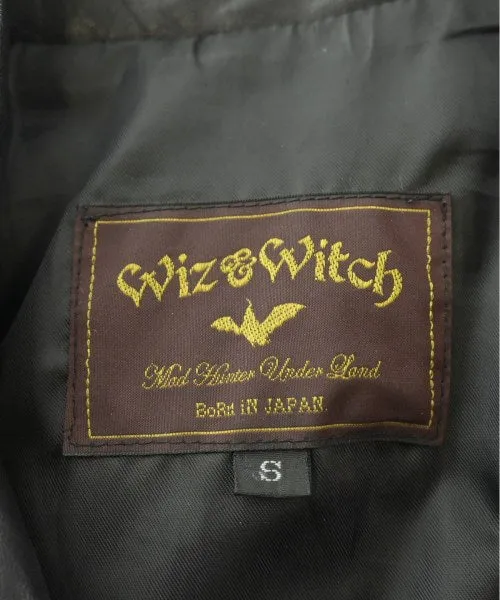 Wiz&Witch
Mad Hunter Under Land
BoRn iN JAPAN.
S